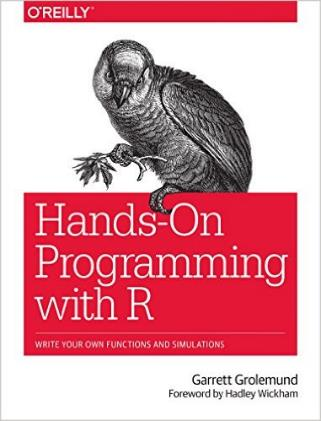 O'REILLY®
Hands-On
Programming
with R
WRITE YOUR OWN FUNCTIONS AND SIMULATIONS
Garrett Grolemund
Foreword by Hadley Wickham